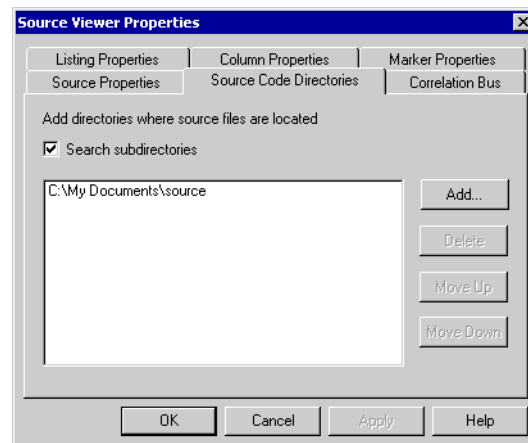 Source Viewer Properties
Listing Properties Column Properties Marker Properties
Source Properties Source Code Directories Correlation Bus
Add directories where source files are located
Search subdirectories
C:\My Documents\source
Add...
Delete
Move Up
Move Down
OK Cancel Apply Help